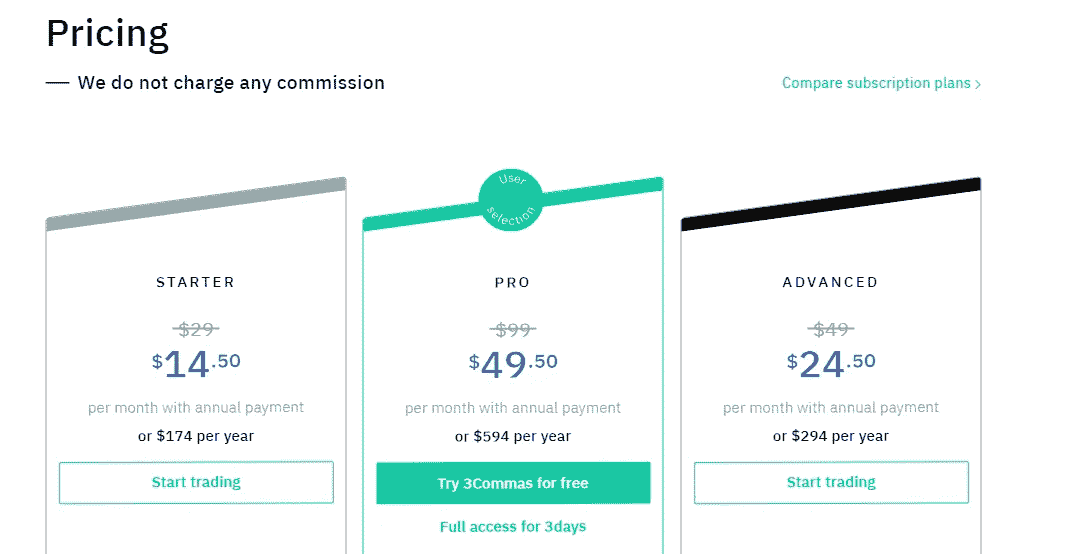 Pricing
— We do not charge any commission
Compare subscription plans >
User selection
STARTER
$29
$14.50
per month with annual payment
or $174 per year
Start trading
PRO
$99
$49.50
per month with annual payment
or $594 per year
Try 3Commas for free
Full access for 3days
ADVANCED
$49
$24.50
per month with annual payment
or $294 per year
Start trading